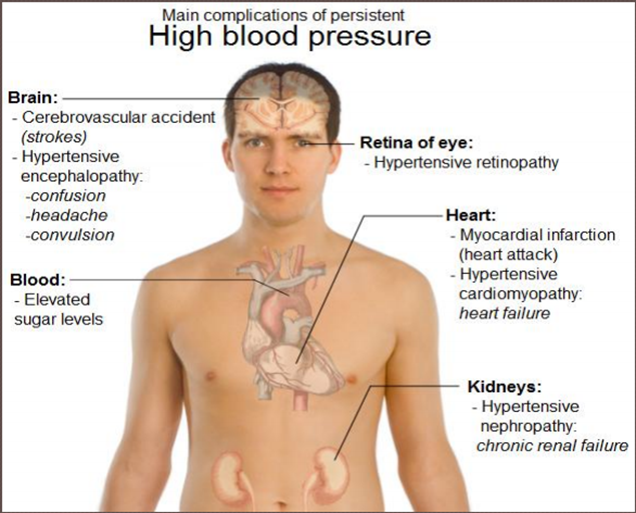 Main complications of persistent
High blood pressure
Brain:
- Cerebrovascular accident
(strokes)
- Hypertensive
encephalopathy:
-confusion
-headache
-convulsion
Blood:
- Elevated
sugar levels
Retina of eye:
- Hypertensive retinopathy
Heart:
- Myocardial infarction
(heart attack)
- Hypertensive
cardiomyopathy:
heart failure
Kidneys:
- Hypertensive
nephropathy:
chronic renal failure